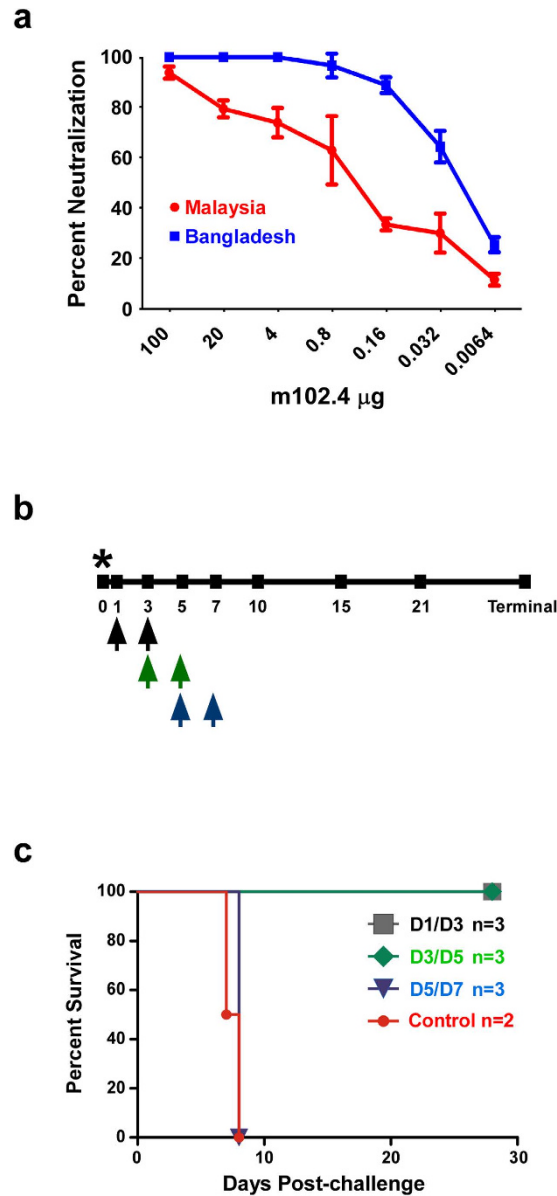 a
Percent Neutralization
100
80
60
40
20
0
Malaysia
Bangladesh
100 20 4 0.8 0.16 0.032 0.0064
m102.4 μg
b
*
0 1 3 5 7 10 15 21 Terminal
c
Percent Survival
100
80
60
40
20
0
D1/D3 n=3
D3/D5 n=3
D5/D7 n=3
Control n=2
0 10 20 30
Days Post-challenge